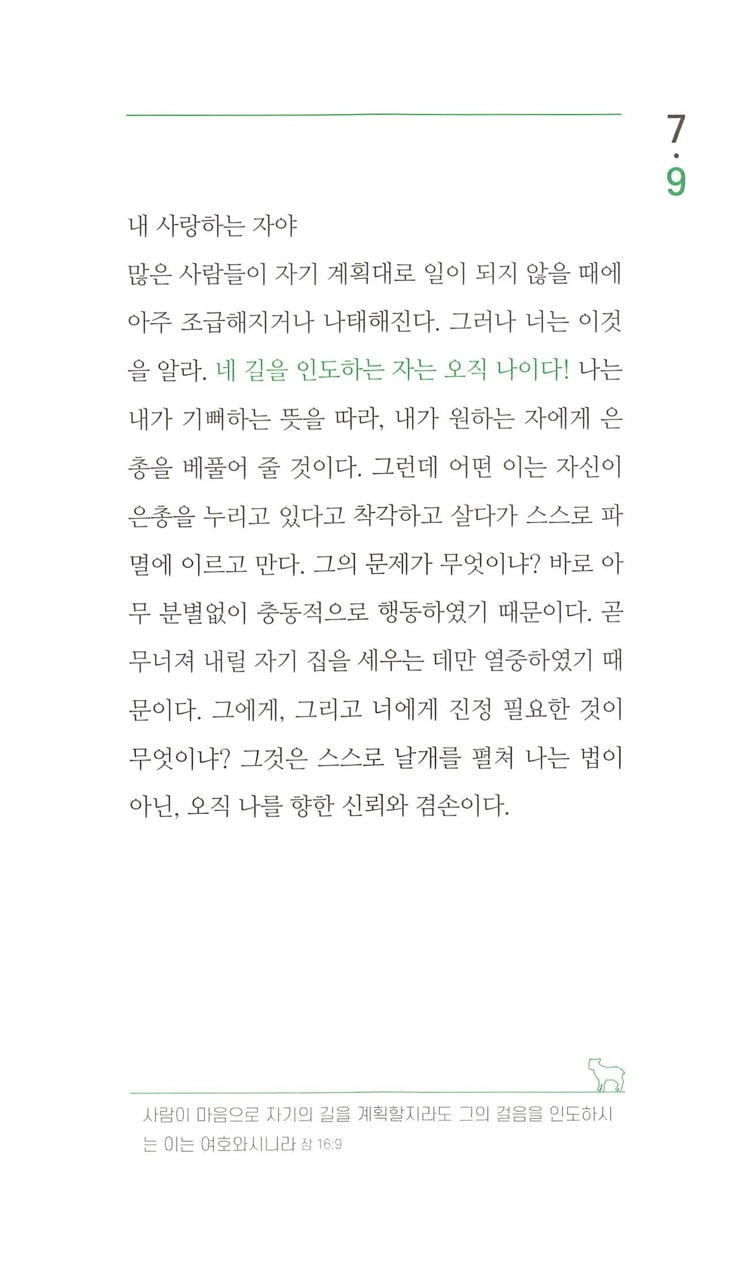 7
.
9
내 사랑하는 자야
많은 사람들이 자기 계획대로 일이 되지 않을 때에
아주 조급해지거나 나태해진다. 그러나 너는 이것
을 알라. 네 길을 인도하는 자는 오직 나이다! 나는
내가 기뻐하는 뜻을 따라, 내가 원하는 자에게 은
총을 베풀어 줄 것이다. 그런데 어떤 이는 자신이
은총을 누리고 있다고 착각하고 살다가 스스로 파
멸에 이르고 만다. 그의 문제가 무엇이냐? 바로 아
무 분별없이 충동적으로 행동하였기 때문이다. 곧
무너져 내릴 자기 집을 세우는 데만 열중하였기 때
문이다. 그에게, 그리고 너에게 진정 필요한 것이
무엇이냐? 그것은 스스로 날개를 펼쳐 나는 법이
아닌, 오직 나를 향한 신뢰와 겸손이다.
사람이 마음으로 자기의 길을 계획할지라도 그의 걸음을 인도하시
는 이는 여호와시니라 잠 16:9